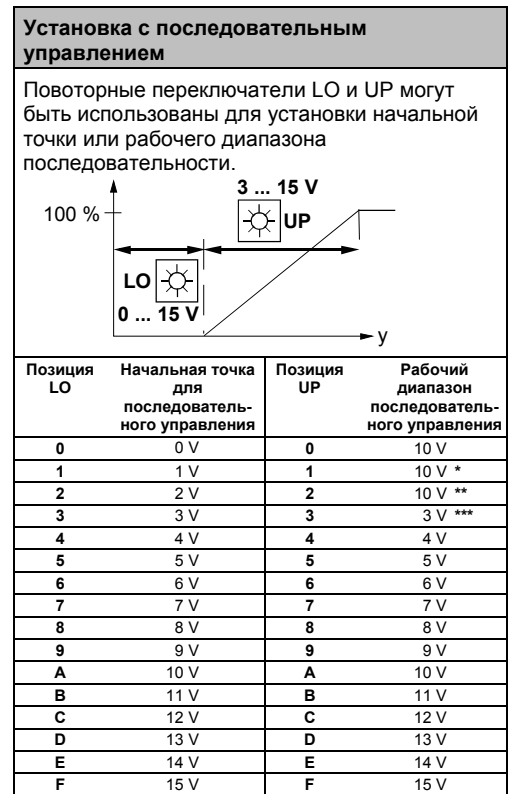 Установка с последовательным
управлением
Повоторные переключатели LO и UP могут
быть использованы для установки начальной
точки или рабочего диапазона
последовательности.
3 ... 15 V
100 %
UP
LO
0 ... 15 V
y
Позиция LO Начальная точка для последователь-ного управления Позиция UP Рабочий диапазон последователь-ного управления
0 0 V 0 10 V
1 1 V 1 10 V *
2 2 V 2 10 V **
3 3 V 3 3 V ***
4 4 V 4 4 V
5 5 V 5 5 V
6 6 V 6 6 V
7 7 V 7 7 V
8 8 V 8 8 V
9 9 V 9 9 V
A 10 V A 10 V
B 11 V B 11 V
C 12 V C 12 V
D 13 V D 13 V
E 14 V E 14 V
F 15 V F 15 V